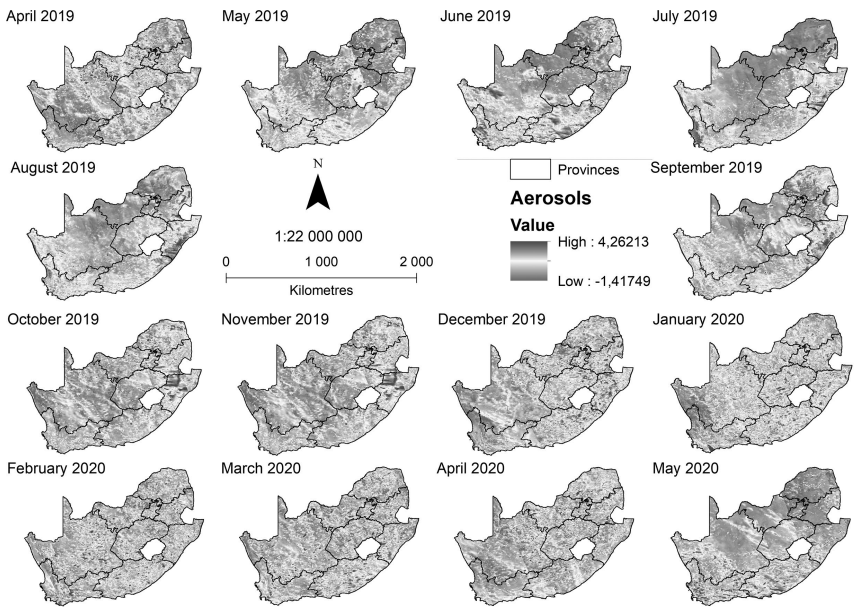 April 2019
May 2019
June 2019
July 2019
August 2019
N
1:22 000 000
0 1 000 2 000
Kilometres
Provinces
Aerosols
Value
High : 4,26213
Low : -1,41749
September 2019
October 2019
November 2019
December 2019
January 2020
February 2020
March 2020
April 2020
May 2020